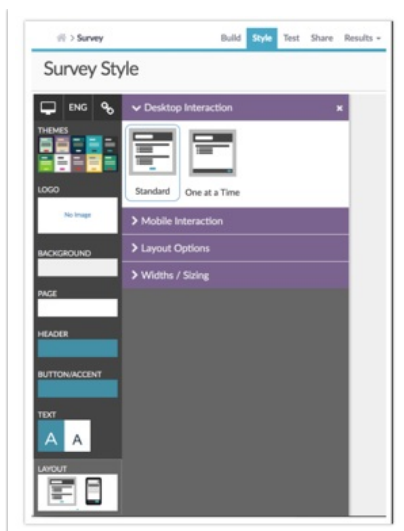 > Survey
Build Style Test Share Results
Survey Style
ENG
Desktop Interaction ×
THEMES
Standard One at a Time
LOGO
No Image
> Mobile Interaction
> Layout Options
BACKGROUND
> Widths / Sizing
PAGE
HEADER
BUTTON/ACCENT
TEXT
A A
LAYOUT